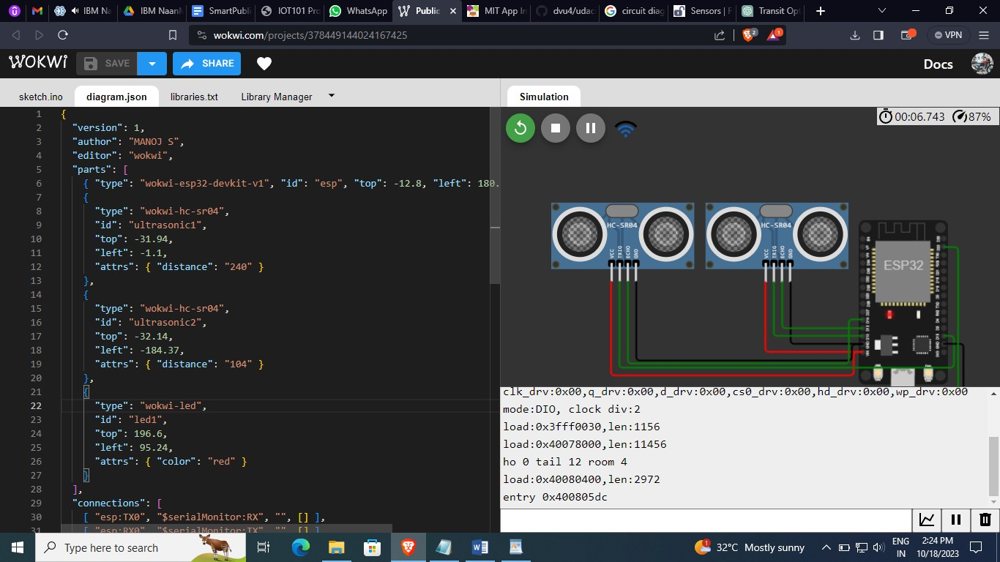 IBM Na
IBM NaanM
SmartPubli
IOT101 Pro
WhatsApp
Public
MIT App In
dvu4/udac
circuit diag
Sensors | F
Transit Opt
wokwi.com/projects/378449144024167425
2
1
VPN
WOKWI
SAVE
SHARE
Docs
sketch.ino
diagram.json
libraries.txt
Library Manager
Simulation
1 {
2 "version": 1,
3 "author": "MANOJ S",
4 "editor": "wokwi",
5 "parts": [
6 { "type": "wokwi-esp32-devkit-v1", "id": "esp", "top": -12.8, "left": 180.
7 {
8 "type": "wokwi-hc-sr04",
9 "id": "ultrasonic1",
10 "top": -31.94,
11 "left": -1.1,
12 "attrs": { "distance": "240" }
13 },
14 {
15 "type": "wokwi-hc-sr04",
16 "id": "ultrasonic2",
17 "top": -32.14,
18 "left": -184.37,
19 "attrs": { "distance": "104" }
20 },
21 {
22 "type": "wokwi-led",
23 "id": "led1",
24 "top": 196.6,
25 "left": 95.24,
26 "attrs": { "color": "red" }
27 }
28 ],
29 "connections": [
30 [ "esp:TX0", "$serialMonitor:RX", "", [] ],
31 [ "esp:RX0", "$serialMonitor:TX", "", [] ],
00:06.743
87%
HC-SR04
VCC
TRIG
ECHO
GND
HC-SR04
VCC
TRIG
ECHO
GND
ESP32
clk_drv:0x00,q_drv:0x00,d_drv:0x00,cs0_drv:0x00,hd_drv:0x00,wp_drv:0x00
mode:DIO, clock div:2
load:0x3fff0030,len:1156
load:0x40078000,len:11456
ho 0 tail 12 room 4
load:0x40080400,len:2972
entry 0x400805dc
Type here to search
32°C Mostly sunny
ENG
IN
2:24 PM
10/18/2023